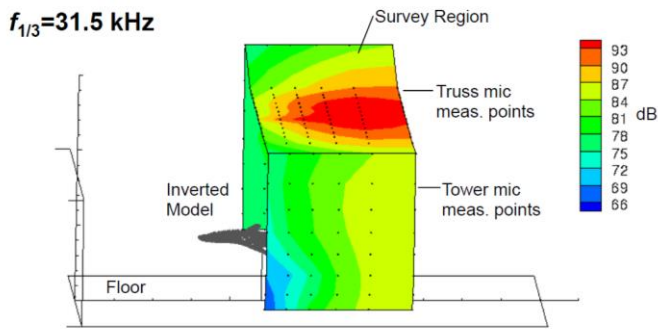 f1/3=31.5 kHz
Survey Region
Truss mic
meas. points
Inverted
Model
Tower mic
meas. points
Floor
93
90
87
84
81
78
75
72
69
66
dB